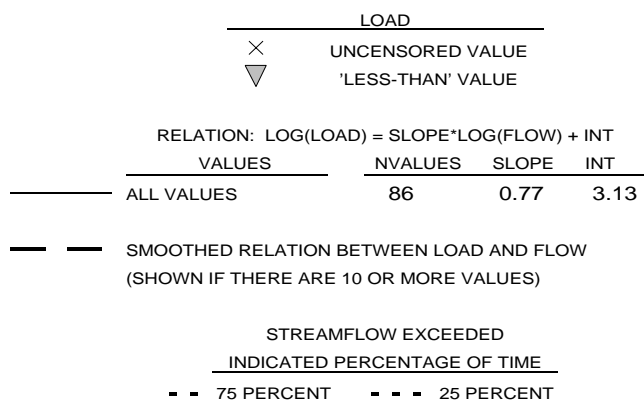 LOAD
UNCENSORED VALUE
'LESS-THAN' VALUE
RELATION: LOG(LOAD) = SLOPE*LOG(FLOW) + INT
VALUES NVALUES SLOPE INT
ALL VALUES 86 0.77 3.13
SMOOTHED RELATION BETWEEN LOAD AND FLOW
(SHOWN IF THERE ARE 10 OR MORE VALUES)
STREAMFLOW EXCEEDED
INDICATED PERCENTAGE OF TIME
75 PERCENT 25 PERCENT